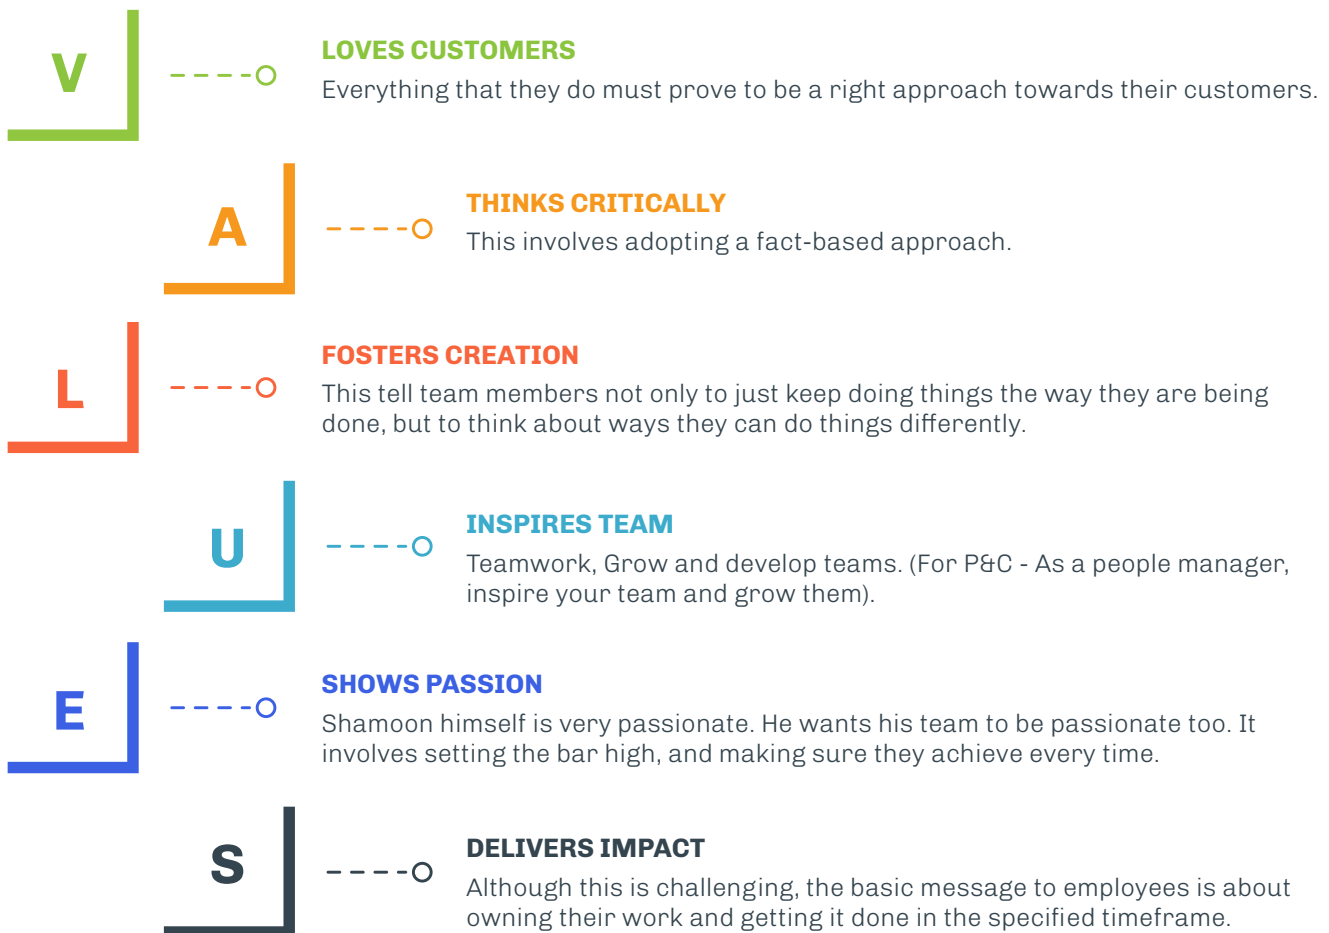 V
LOVES CUSTOMERS
Everything that they do must prove to be a right approach towards their customers.
A
THINKS CRITICALLY
This involves adopting a fact-based approach.
L
FOSTERS CREATION
This tell team members not only to just keep doing things the way they are being
done, but to think about ways they can do things differently.
U
INSPIRES TEAM
Teamwork, Grow and develop teams. (For P&C - As a people manager,
inspire your team and grow them).
E
SHOWS PASSION
Shamoon himself is very passionate. He wants his team to be passionate too. It
involves setting the bar high, and making sure they achieve every time.
S
DELIVERS IMPACT
Although this is challenging, the basic message to employees is about
owning their work and getting it done in the specified timeframe.